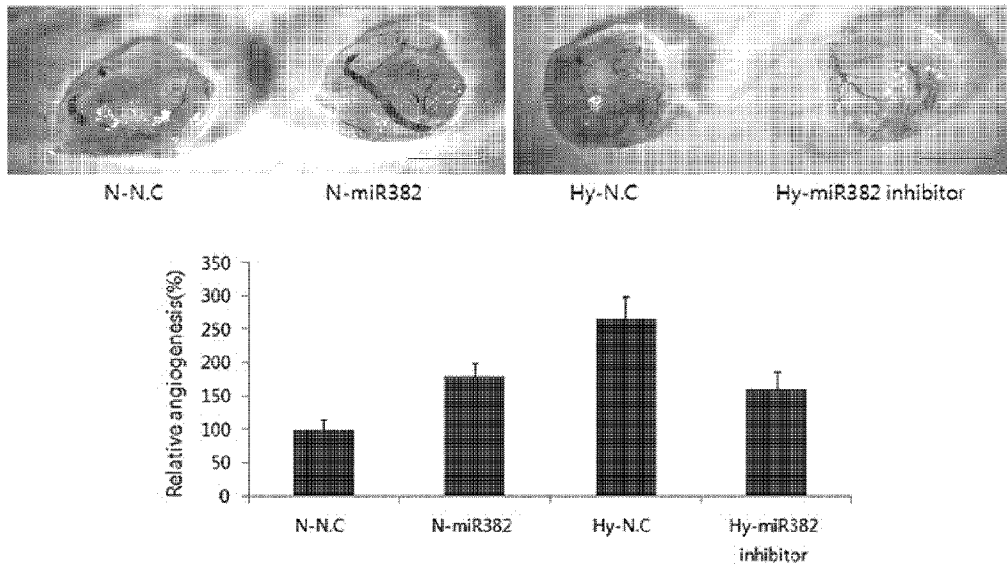 N-N.C
N-miR382
Hy-N.C
Hy-miR382 inhibitor
Relative angiogenesis(%)
350
300
250
200
150
100
50
0
N-N.C
N-miR382
Hy-N.C
Hy-miR382
inhibitor